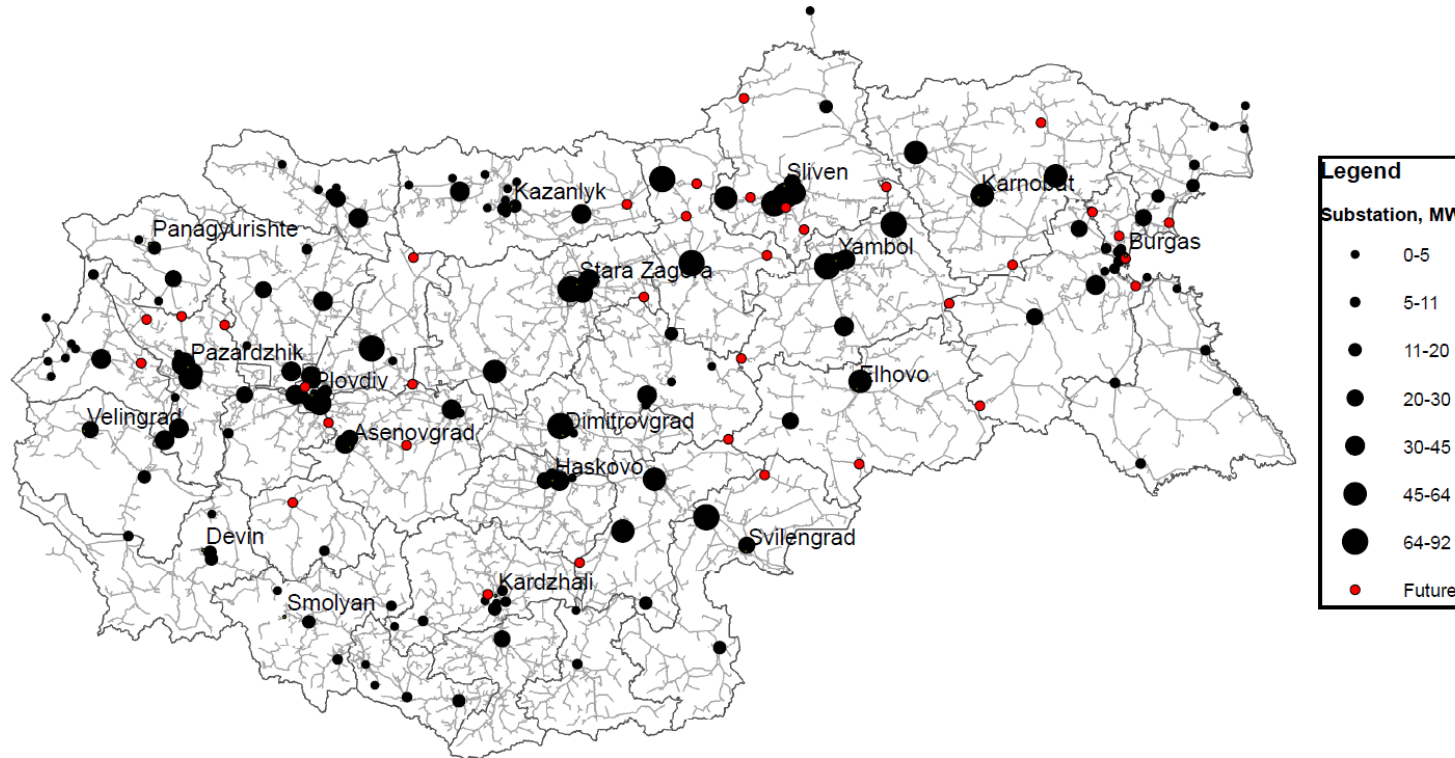 Sliven
Kazanlyk
Karnobat
Panagyurishte
Burgas
Yambol
Stara Zagora
Pazardzhik
Plovdiv
Elhovo
Velingrad
Dimitrovgrad
Asenovgrad
Haskovo
Devin
Svilengrad
Kardzhali
Smolyan
Legend
Substation, MW
0-5
5-11
11-20
20-30
30-45
45-64
64-92
Future